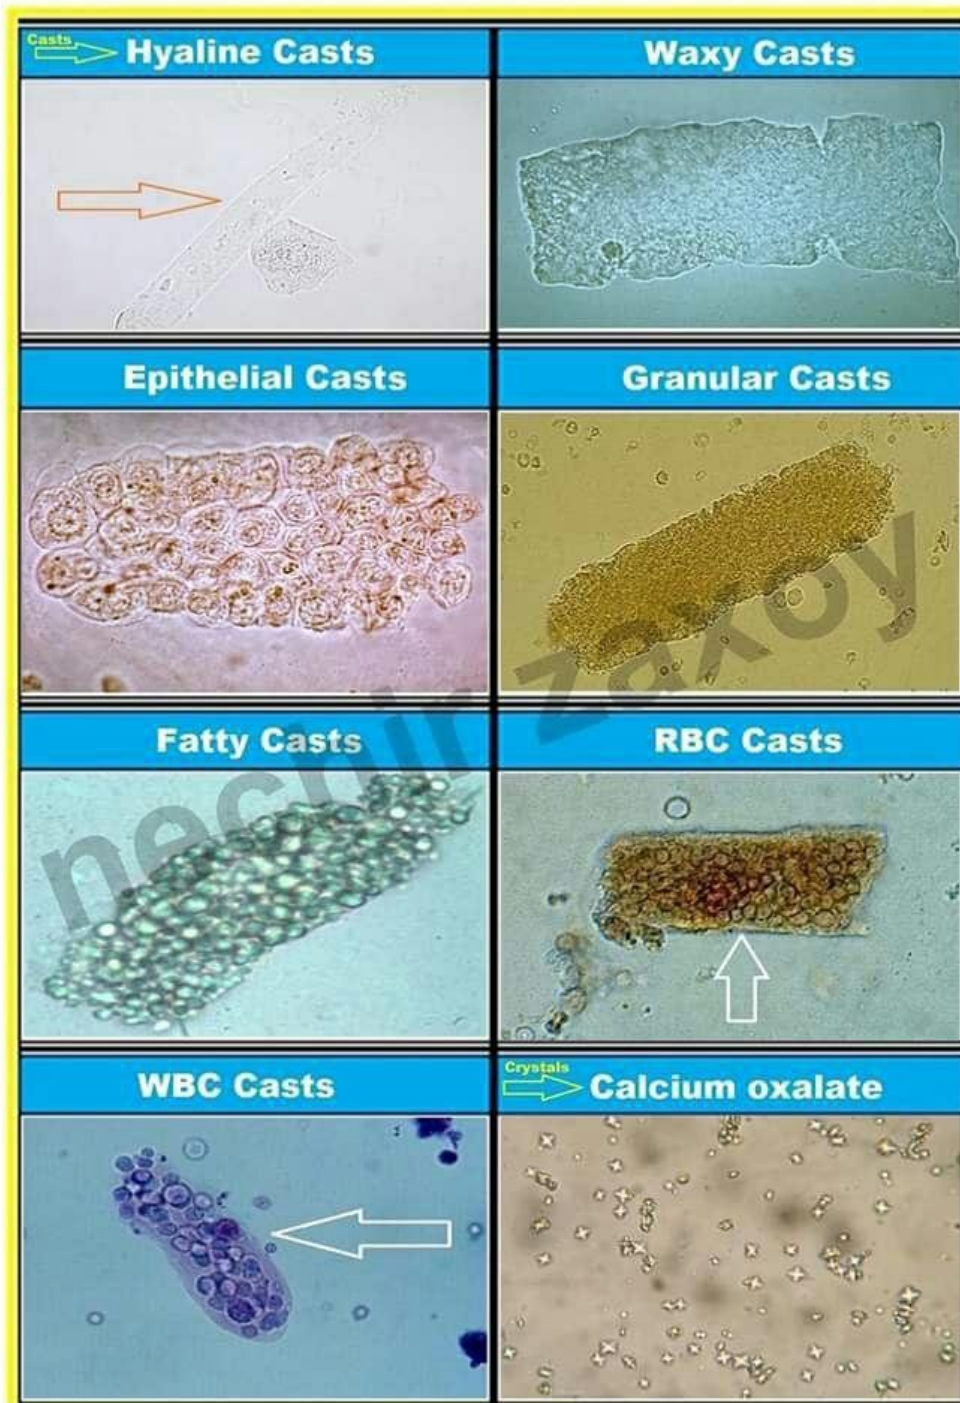 Casts
Hyaline Casts
Waxy Casts
Epithelial Casts
Granular Casts
Fatty Casts
RBC Casts
nechir zaxoy
WBC Casts
Crystals
Calcium oxalate